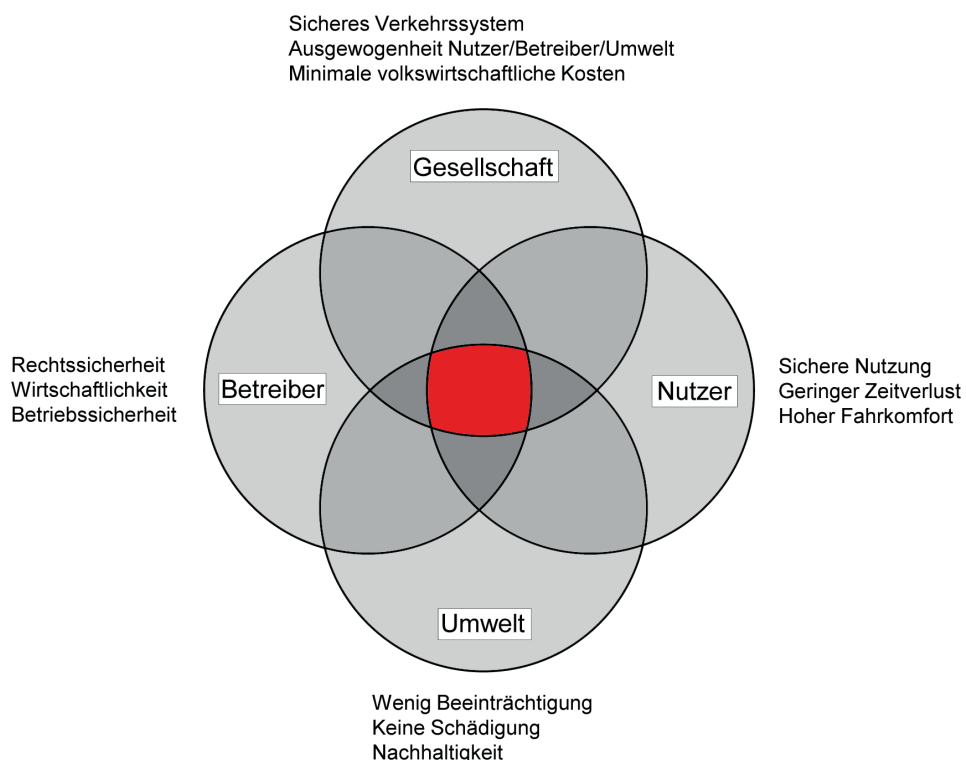 Sicheres Verkehrssystem
Ausgewogenheit Nutzer/Betreiber/Umwelt
Minimale volkswirtschaftliche Kosten
Gesellschaft
Rechtssicherheit
Wirtschaftlichkeit
Betriebssicherheit
Betreiber
Nutzer
Sichere Nutzung
Geringer Zeitverlust
Hoher Fahrkomfort
Umwelt
Wenig Beeinträchtigung
Keine Schädigung
Nachhaltigkeit